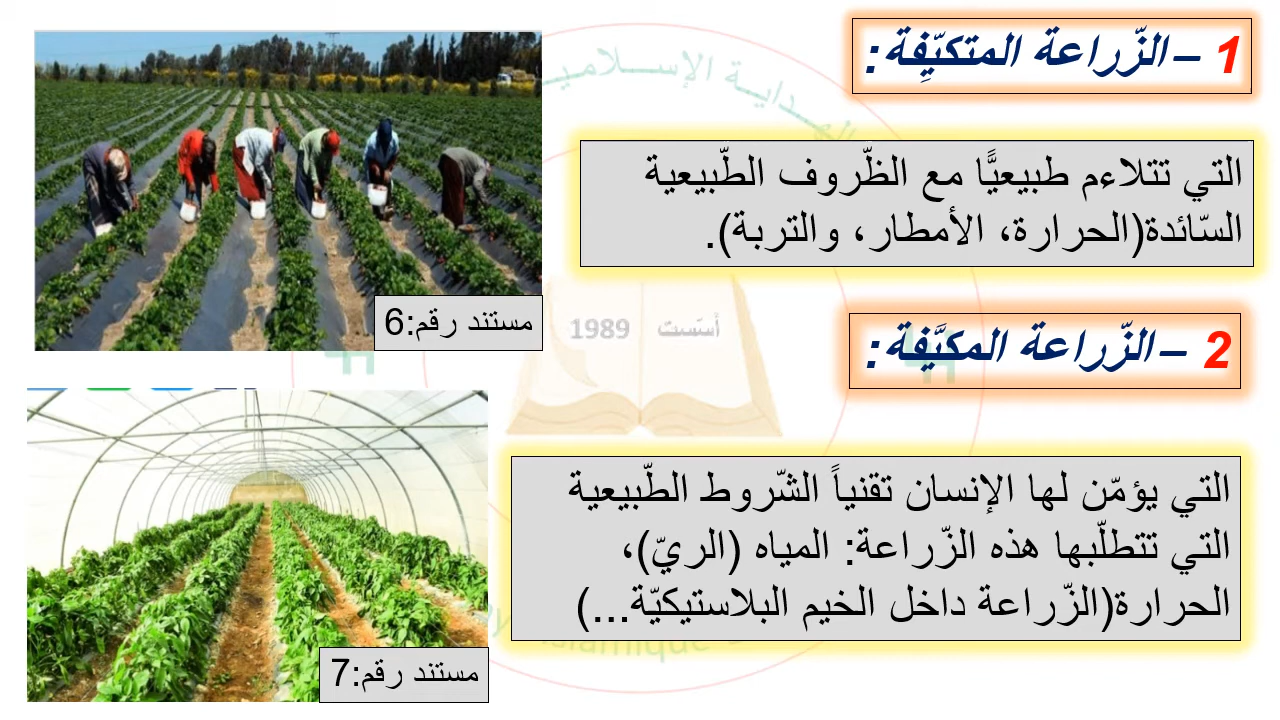 1 – الزّراعة المتكيّفِة:
التي تتلاءم طبيعيًّا مع الظّروف الطّبيعية
السّائدة(الحرارة، الأمطار، والتربة).
مستند رقم:6
2 – الزّراعة المكيَّفة:
التي يؤمّن لها الإنسان تقنياً الشّروط الطّبيعية
التي تتطلّبها هذه الزّراعة: المياه (الريّ)،
الحرارة(الزّراعة داخل الخيم البلاستيكيّة...)
مستند رقم:7
أسّست 1989
الهـدايـة الإسـلاميـ